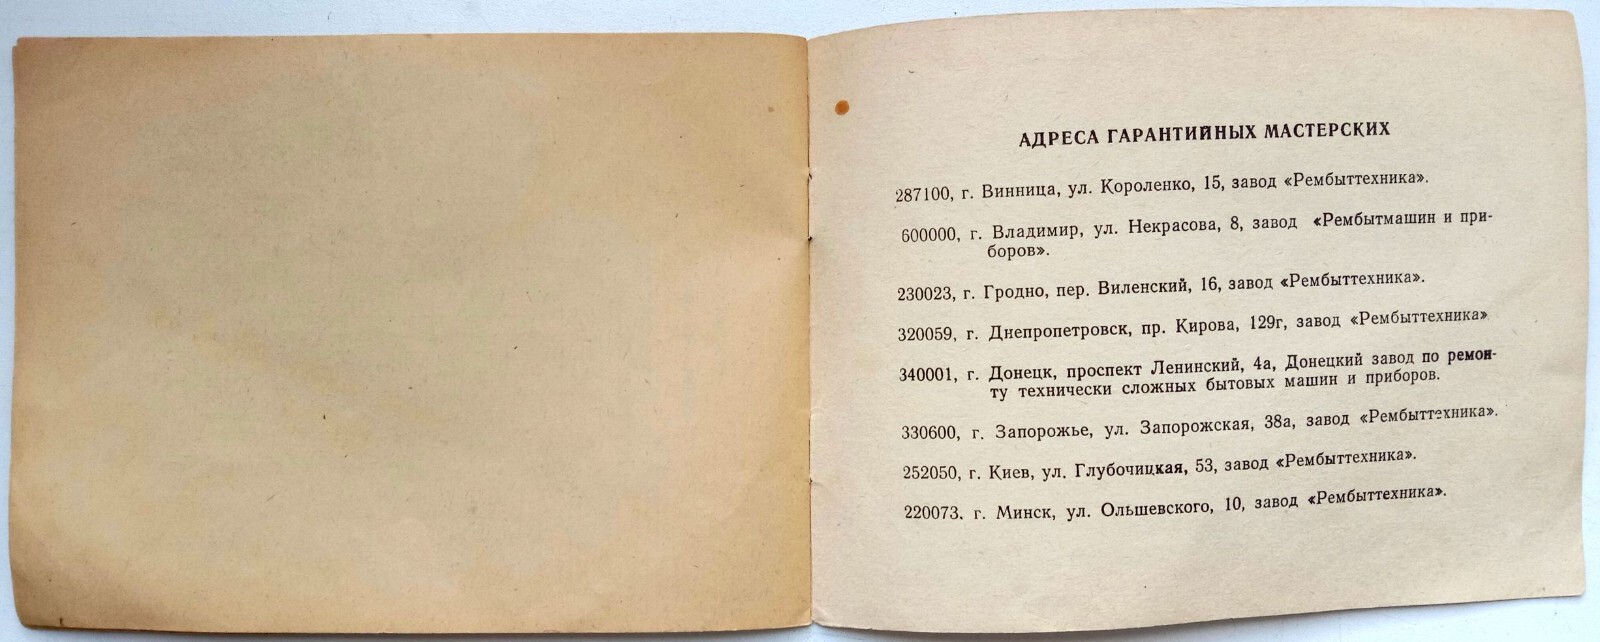 АДРЕСА ГАРАНТИЙНЫХ МАСТЕРСКИХ
287100, г. Винница, ул. Короленко, 15, завод «Рембыттехника».
600000, г. Владимир, ул. Некрасова, 8, завод «Рембытмашин и при-
боров».
230023, г. Гродно, пер. Виленский, 16, завод «Рембыттехника».
320059, г. Днепропетровск, пр. Кирова, 129г, завод «Рембыттехника»
340001, г. Донецк, проспект Ленинский, 4а, Донецкий завод по ремон-
ту технически сложных бытовых машин и приборов.
330600, г. Запорожье, ул. Запорожская, 38а, завод «Рембыттехника».
252050, г. Киев, ул. Глубочицкая, 53, завод «Рембыттехника».
220073. г. Минск, ул. Ольшевского, 10, завод «Рембыттехника».